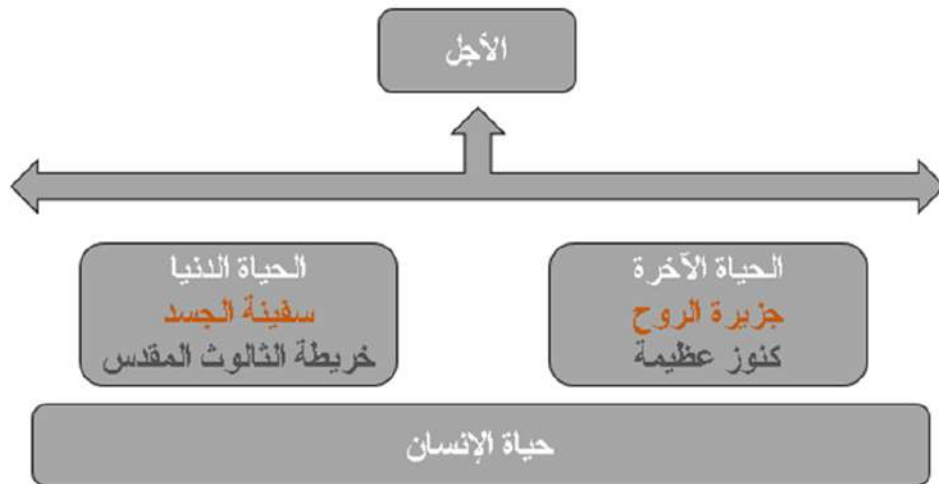 الأجل
الحياة الآخرة
جزيرة الروح
كنوز عظيمة
الحياة الدنيا
سفينة الجسد
خريطة الثالوث المقدس
حياة الإنسان